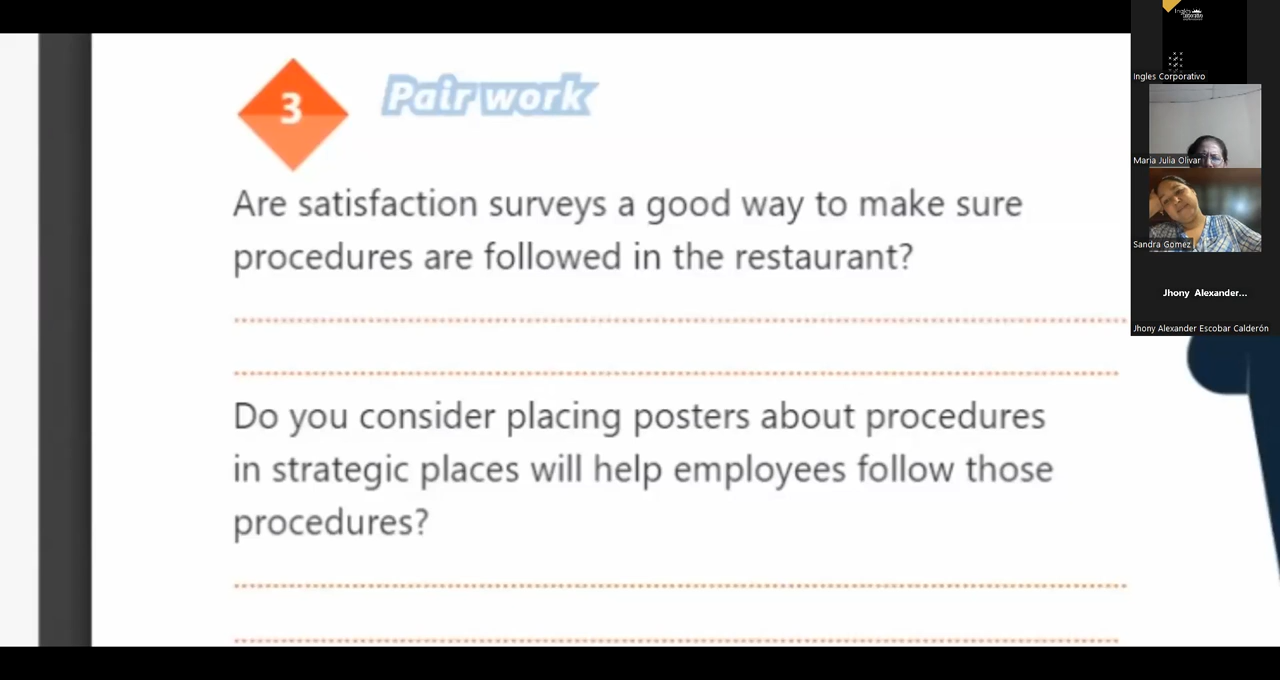 3
Pair work
Are satisfaction surveys a good way to make sure
procedures are followed in the restaurant?
Do you consider placing posters about procedures
in strategic places will help employees follow those
procedures?
Ingles Corporativo
Maria Julia Olivar
Sandra Gomez
Jhony Alexander...
Jhony Alexander Escobar Calderón